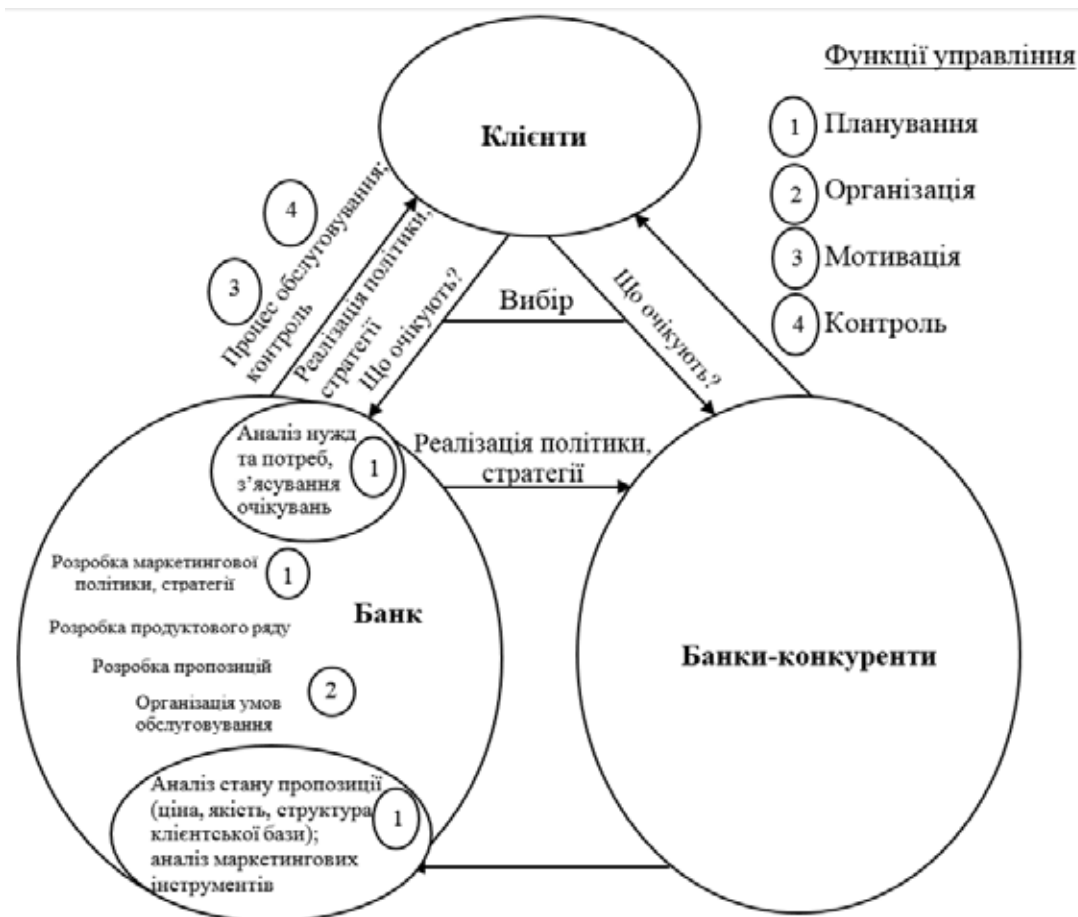 Функції управління
1 Планування
2 Організація
3 Мотивація
4 Контроль
Клієнти
4
3
Процес обслуговування;
контроль
Реалізація політики,
стратегії
Що очікують?
Вибір
Що очікують?
Аналіз нужд
та потреб,
з’ясування
очікувань
1
Реалізація політики,
стратегії
Розробка маркетингової
політики, стратегії
1
Банк
Розробка продуктового ряду
Розробка пропозицій
2
Організація умов
обслуговування
Аналіз стану пропозиції
(ціна, якість, структура
клієнтської бази);
аналіз маркетингових
інструментів
1
Банки-конкуренти